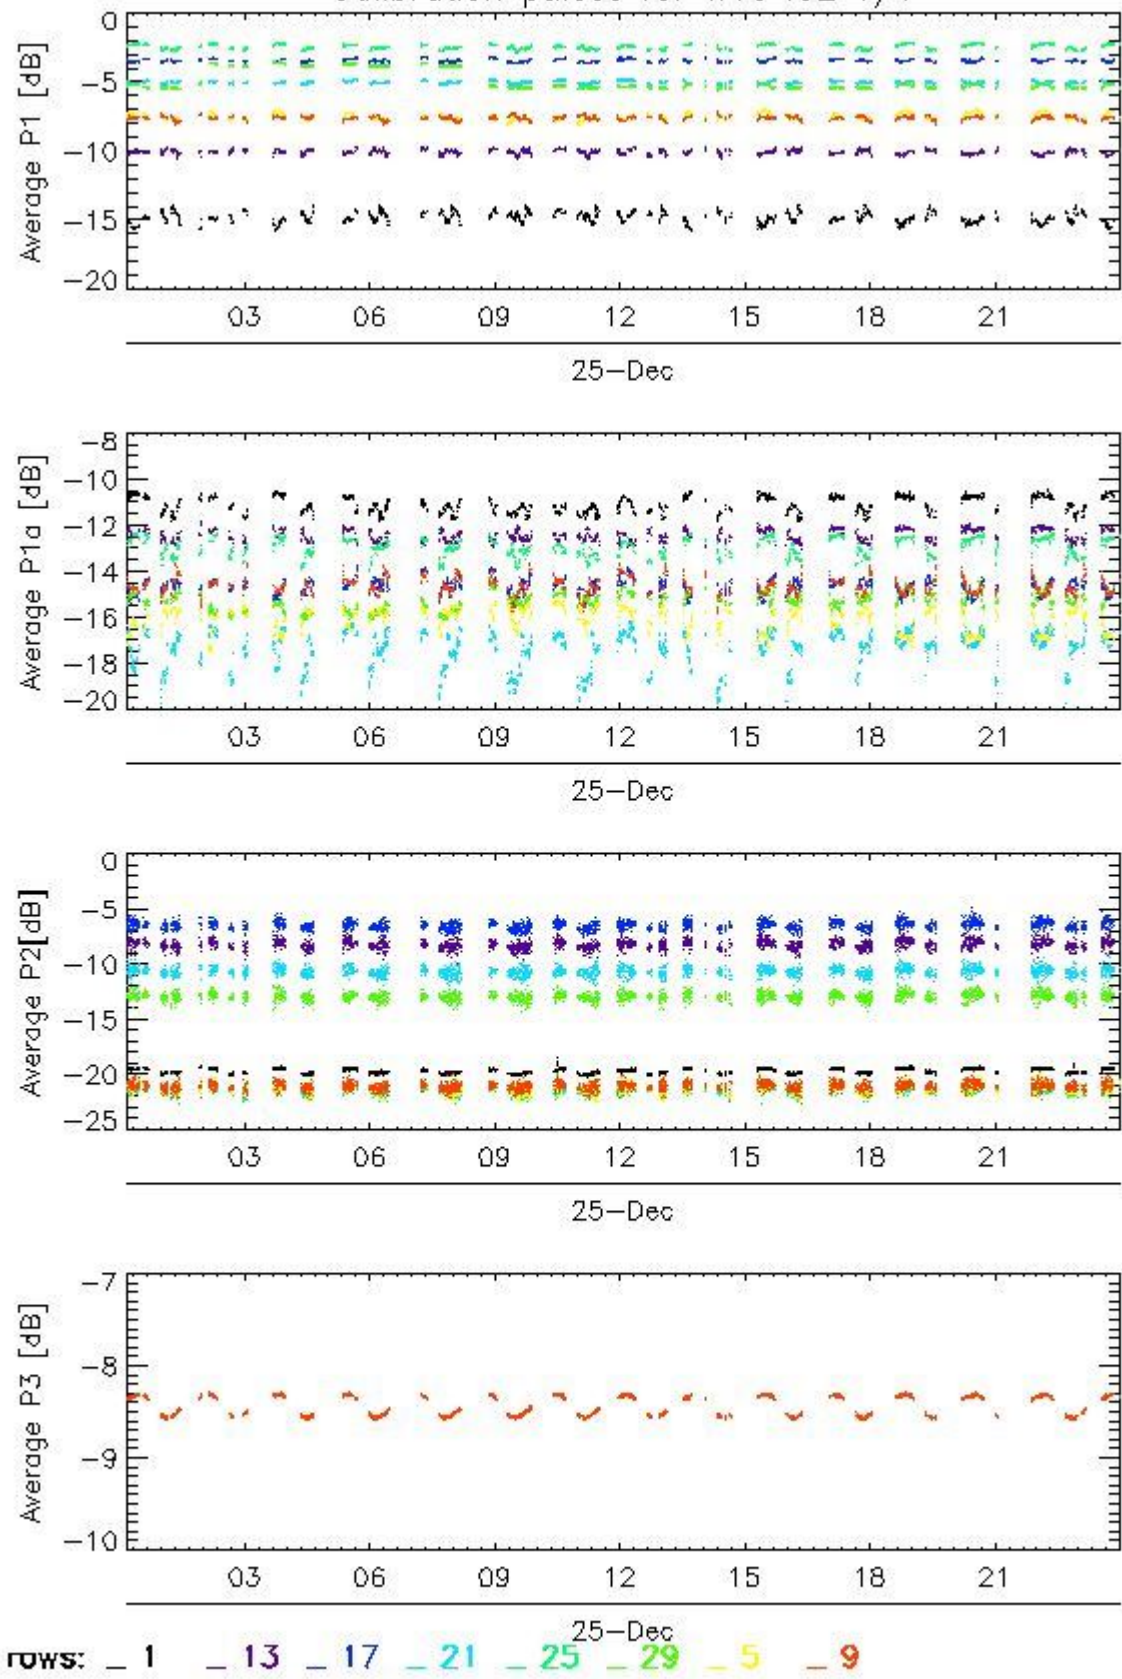 0
−5
−10
−15
−20
Average P1 [dB]
03 06 09 12 15 18 21
25−Dec
−8
−10
−12
−14
−16
−18
−20
Average P1a [dB]
03 06 09 12 15 18 21
25−Dec
0
−5
−10
−15
−20
−25
Average P2[dB]
03 06 09 12 15 18 21
25−Dec
−7
−8
−9
−10
Average P3 [dB]
03 06 09 12 15 18 21
25−Dec
rows: _ 1 _ 13 _ 17 _ 21 _ 25 _ 29 _ 5 _ 9